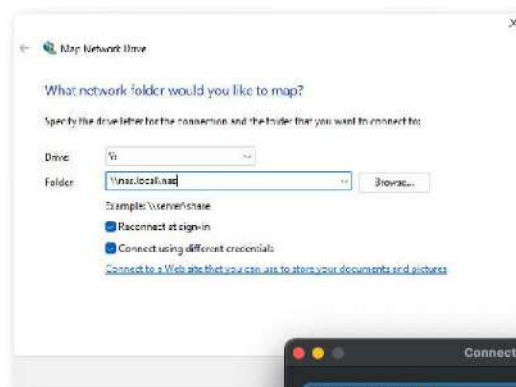 Map Network Drive
What network folder would you like to map?
Specify the drive letter for the connection and the folder that you want to connect to:
Drive:
Folder: \\nas.local\nas Browse...
Example: \\server\share
Reconnect at sign-in
Connect using different credentials
Connect to a Web site that you can use to store your documents and pictures
Connect